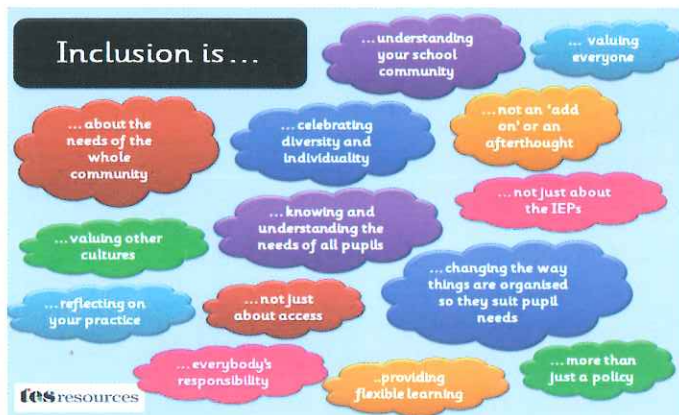 Inclusion is...
...understanding
your school
community
... valuing
everyone
...about the
needs of the
whole
community
...celebrating
diversity and
individuality
...not an 'add
on' or an
afterthought
...not just about
the IEPs
...knowing and
understanding the
needs of all pupils
...valuing other
cultures
...changing the way
things are organised
so they suit pupil
needs
...reflecting on
your practice
...not just
about access
...everybody's
responsibility
..providing
flexible learning
...more than
just a policy
tes resources